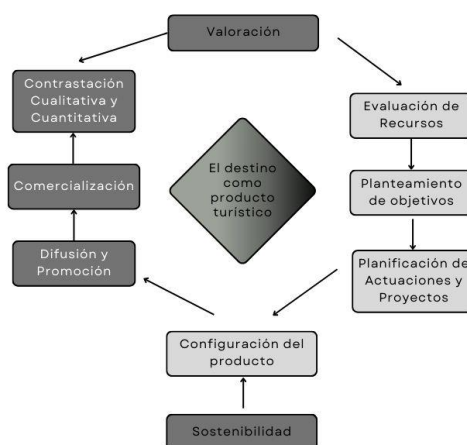 Valoración
Contrastación
Cualitativa y
Cuantitativa
Evaluación de
Recursos
El destino
como
producto
turístico
Comercialización
Planteamiento
de objetivos
Difusión y
Promoción
Planificación de
Actuaciones y
Proyectos
Configuración del
producto
Sostenibilidad